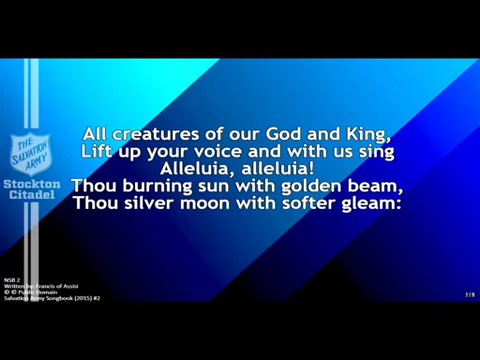 All creatures of our God and King,
Lift up your voice and with us sing
Alleluia, alleluia!
Thou burning sun with golden beam,
Thou silver moon with softer gleam:
THE
SALVATION
ARMY
Stockton
Citadel
NSB 2
Written by: Francis of Assisi
© © Public Domain
Salvation Army Songbook (2015) #2